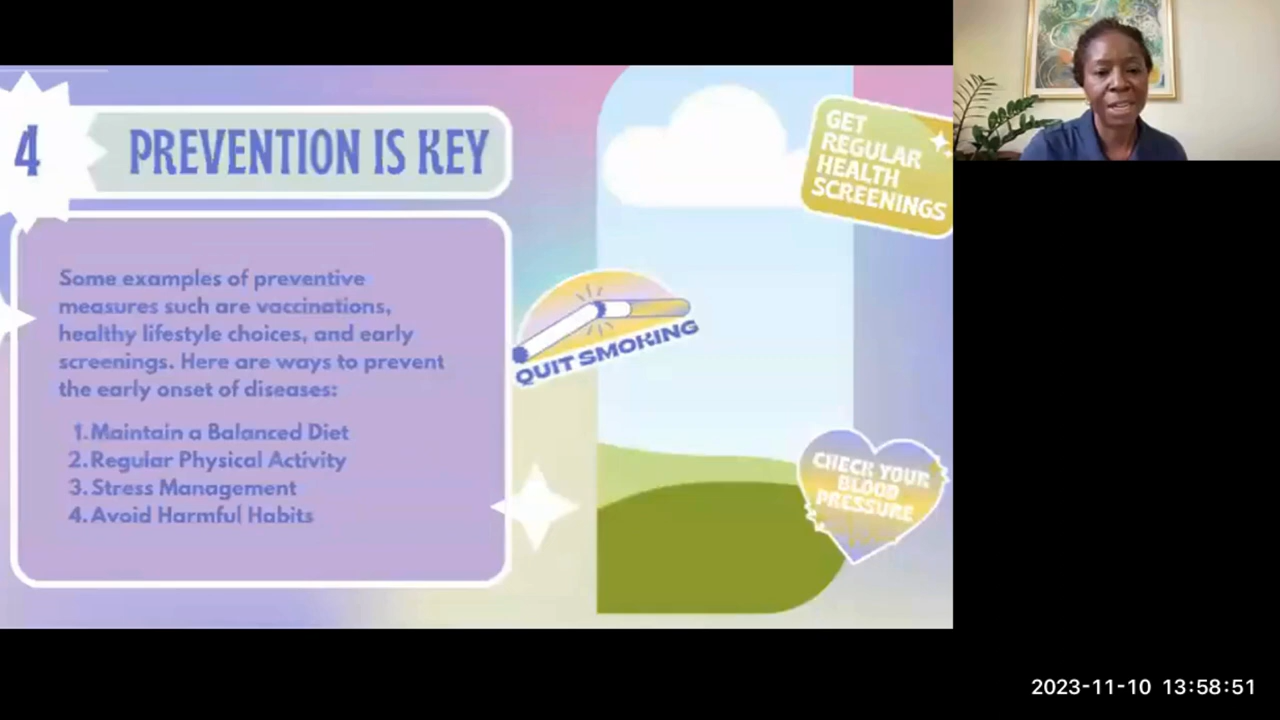 4
PREVENTION IS KEY
Some examples of preventive
measures such are vaccinations,
healthy lifestyle choices, and early
screenings. Here are ways to prevent
the early onset of diseases:
1. Maintain a Balanced Diet
2. Regular Physical Activity
3. Stress Management
4. Avoid Harmful Habits
QUIT SMOKING
GET
REGULAR
HEALTH
SCREENINGS
CHECK YOUR
BLOOD
PRESSURE
2023-11-10 13:58:51